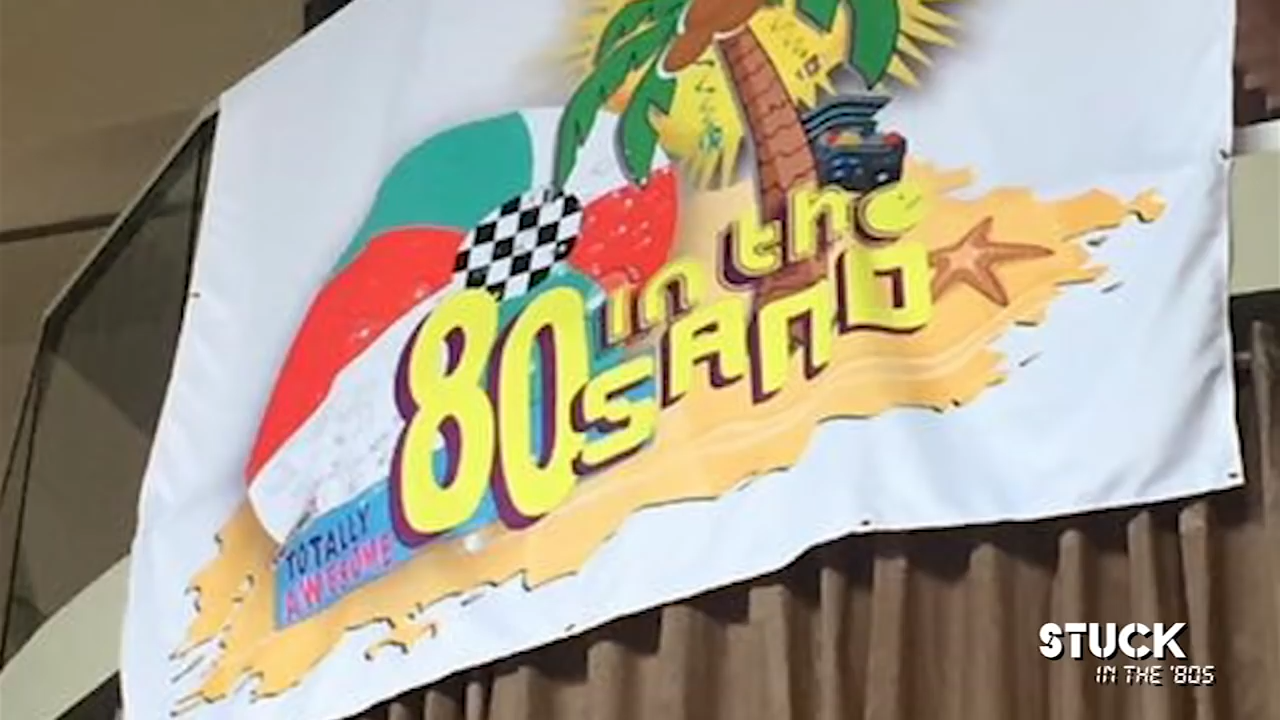 80 in the
SAND
TOTALLY
AWESOME
STUCK
IN THE '80S